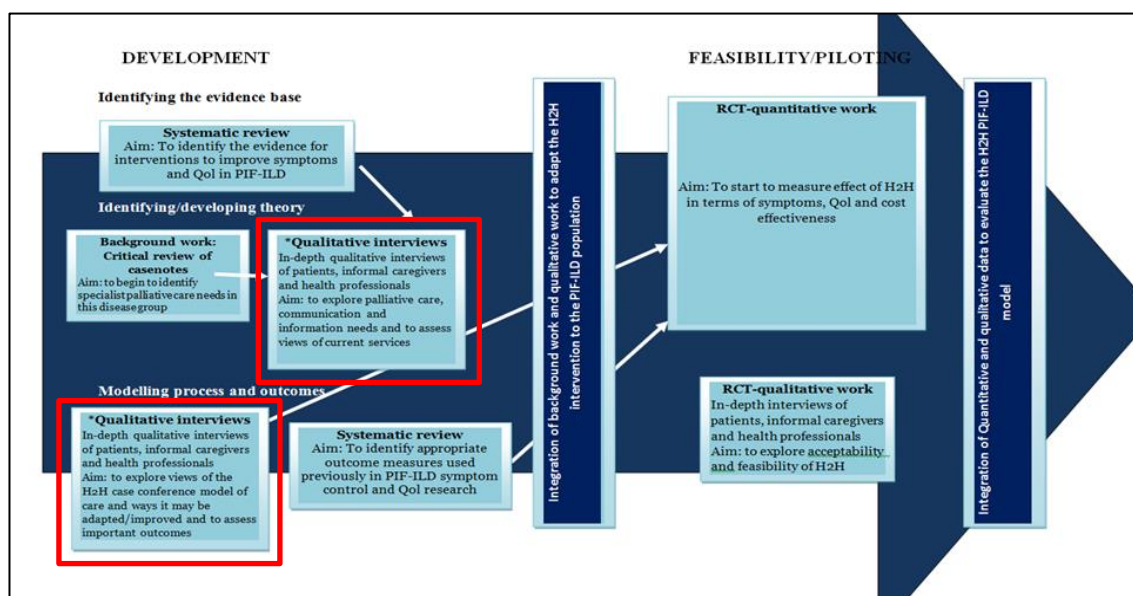 DEVELOPMENT
FEASIBILITY/PILOTING
Identifying the evidence base
Systematic review
Aim: To identify the evidence for
interventions to improve symptoms
and Qol in PIF-ILD
Identifying/developing theory
Background work:
Critical review of
casenotes
Aim: to begin to identify
specialist palliative care needs in
this disease group
*Qualitative interviews
In-depth qualitative interviews
of patients, informal caregivers
and health professionals
Aim: to explore palliative care,
communication and
information needs and to assess
views of current services
Modelling process and outcomes
*Qualitative interviews
In-depth qualitative interviews
of patients, informal caregivers
and health professionals
Aim: to explore views of the
H2H case conference model of
care and ways it may be
adapted/improved and to assess
important outcomes
Systematic review
Aim: To identify appropriate
outcome measures used
previously in PIF-ILD symptom
control and Qol research
Integration of background work and qualitative work to adapt the H2H
intervention to the PIF-ILD population
RCT-quantitative work
Aim: To start to measure effect of H2H
in terms of symptoms, Qol and cost
effectiveness
RCT-qualitative work
In-depth interviews of
patients, informal caregivers
and health professionals
Aim: to explore acceptability
and feasibility of H2H
Integration of Quantitative and qualitative data to evaluate the H2H PIF-ILD
model